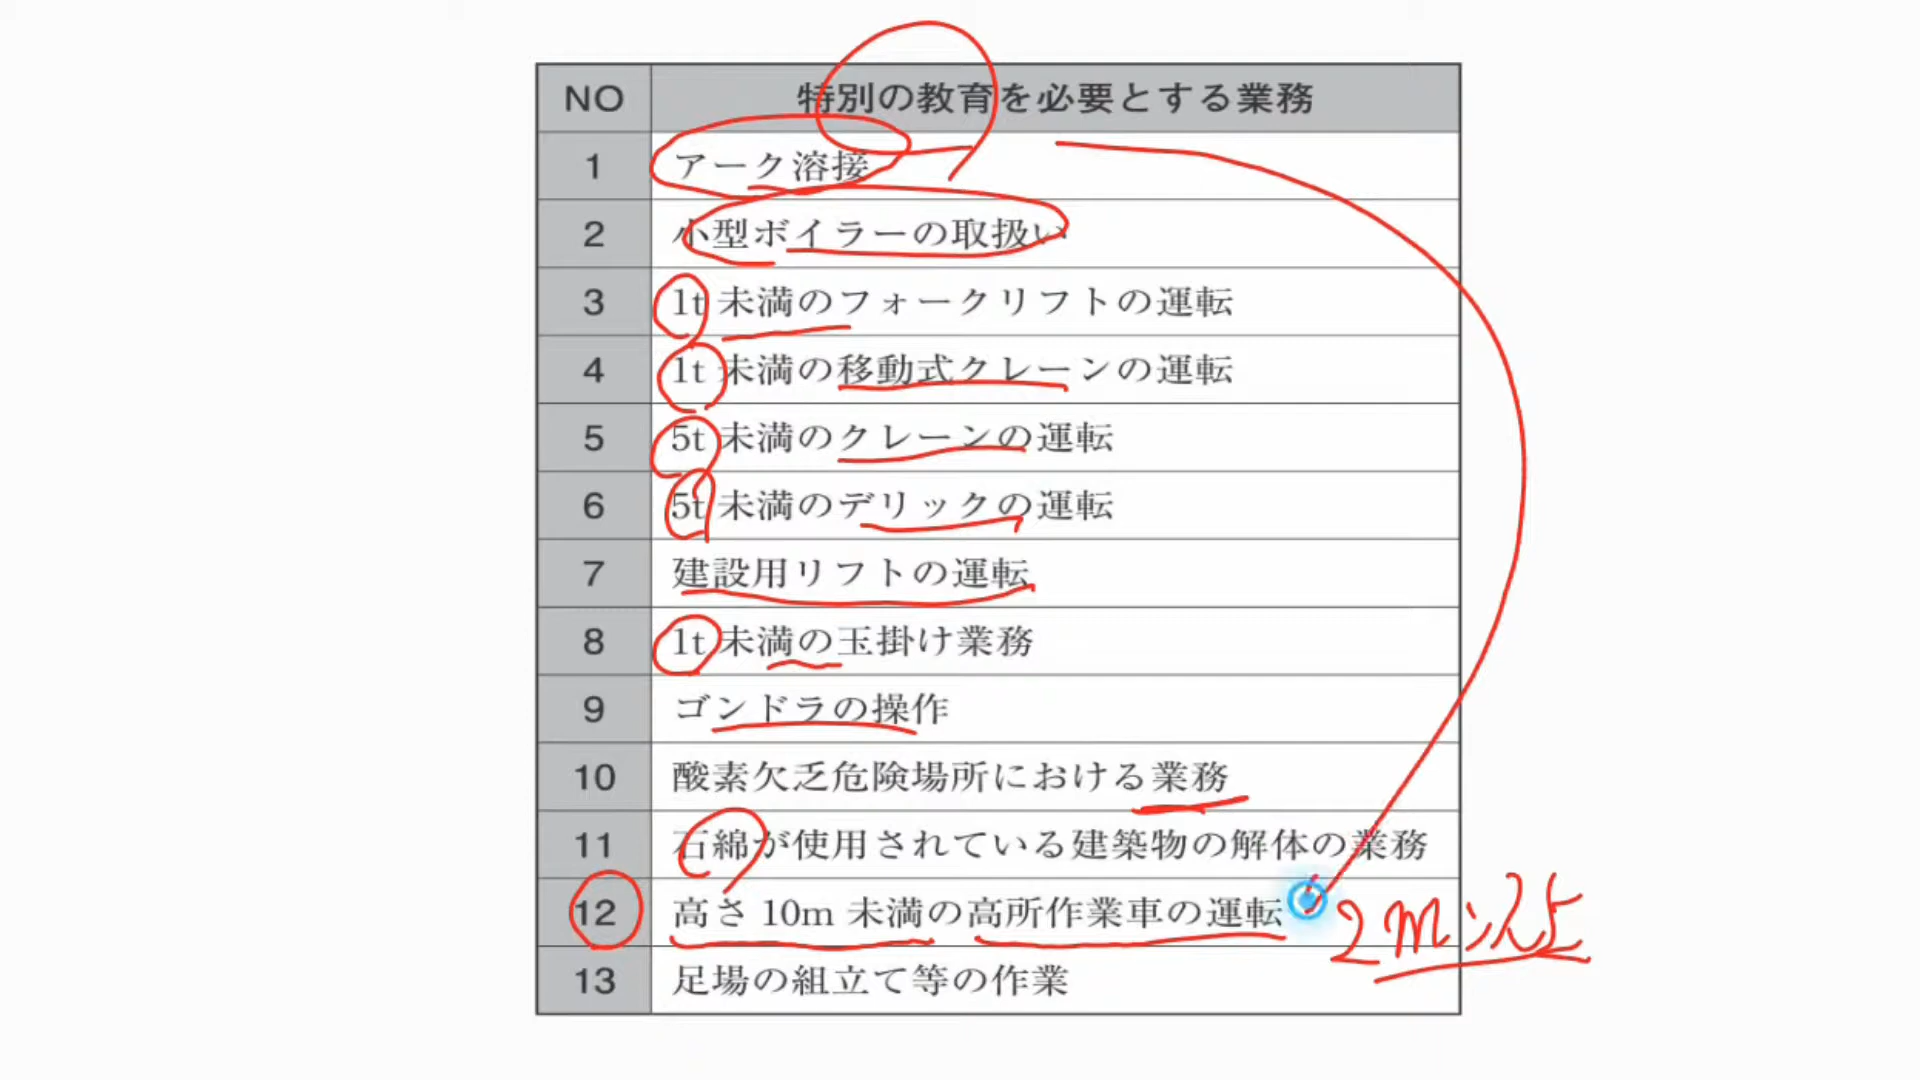 NO 特別の教育を必要とする業務
1 アーク溶接
2 小型ボイラーの取扱い
3 1t 未満のフォークリフトの運転
4 1t 未満の移動式クレーンの運転
5 5t 未満のクレーンの運転
6 5t 未満のデリックの運転
7 建設用リフトの運転
8 1t 未満の玉掛け業務
9 ゴンドラの操作
10 酸素欠乏危険場所における業務
11 石綿が使用されている建築物の解体の業務
12 高さ 10m 未満の高所作業車の運転
2m以上
13 足場の組立て等の作業